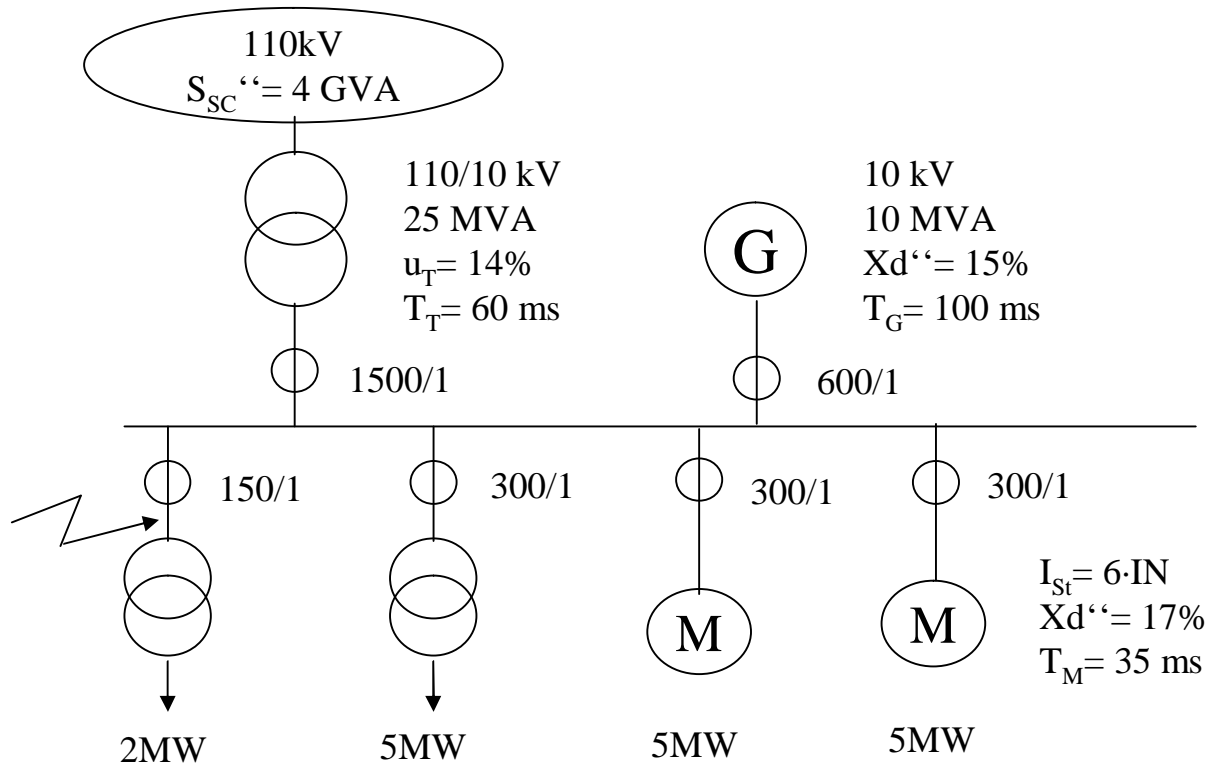 110kV
S_SC‘‘= 4 GVA
110/10 kV
25 MVA
u_T= 14%
T_T= 60 ms
10 kV
10 MVA
Xd‘‘= 15%
T_G= 100 ms
G
1500/1
600/1
150/1
300/1
300/1
300/1
M
M
I_St= 6·IN
Xd‘‘= 17%
T_M= 35 ms
2MW
5MW
5MW
5MW